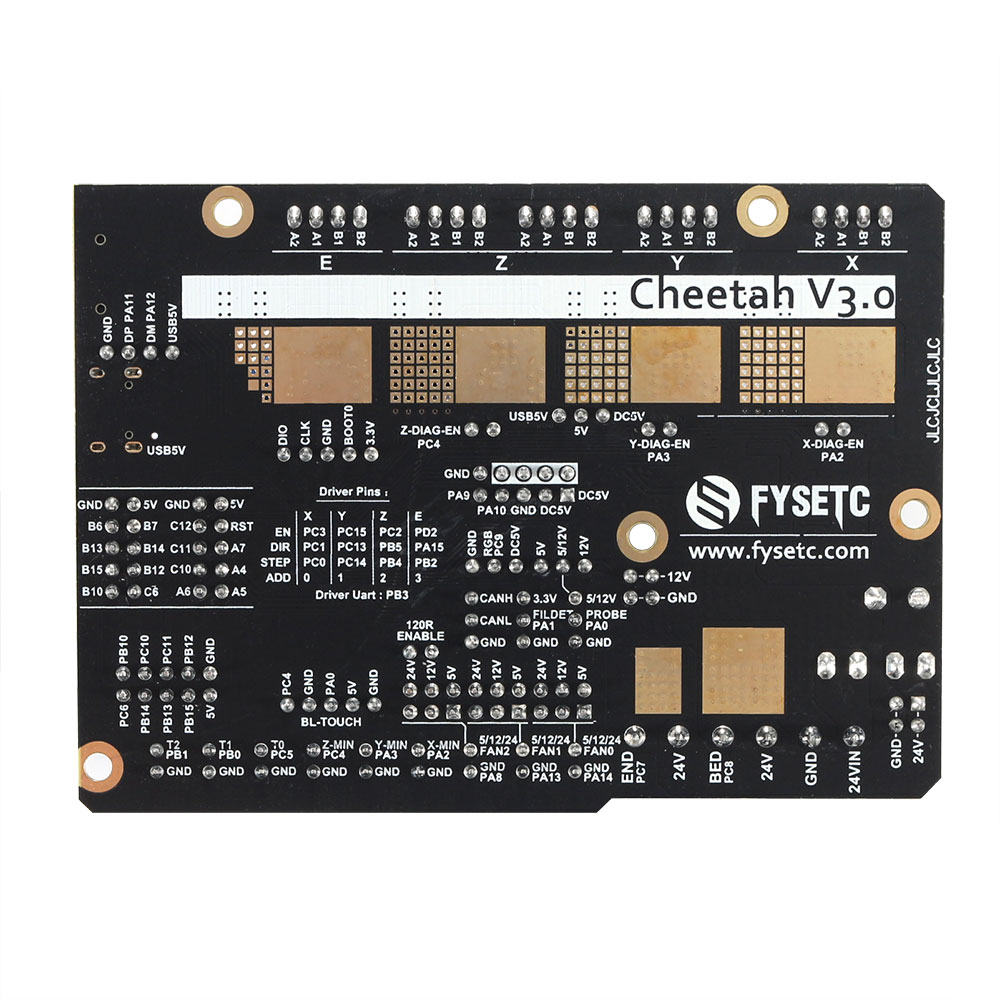 A2 A1 B1 B2 A2 A1 B1 B2 A2 A1 B1 B2 A2 A1 B1 B2 A2 A1 B1 B2
E Z Y X
Cheetah V3.0
GND DP PA11 DM PA12 USB5V
JLCJCLJLCJLCJLC
USB5V DC5V
5V
Z-DIAG-EN
PC4
Y-DIAG-EN
PA3
X-DIAG-EN
PA2
DIO CLK GND BOOT0 3.3V
USB5V
GND
PA9 DC5V
PA10 GND DC5V
FYSETC
www.fysetc.com
GND 5V GND 5V
B6 B7 C12 RST
B13 B14 C11 A7
B15 B12 C10 A4
B10 C6 A6 A5
Driver Pins :
X Y Z E
EN PC3 PC15 PC2 PD2
DIR PC1 PC13 PB5 PA15
STEP PC0 PC14 PB4 PB2
ADD 0 1 2 3
Driver Uart : PB3
GND RGB PC9 DC5V 5V 5/12V 12V
12V
GND
CANH 3.3V 5/12V
CANL FILDET PA1 PROBE PA0
GND GND GND
120R
ENABLE
24V 12V 5V 24V 12V 5V 24V 12V 5V
PB10 PC10 PC11 PB12 GND
PC6 PB14 PB13 PB15 5V
PC4 GND PA0 5V GND
BL-TOUCH
T2 PB1 T1 PB0 T0 PC5 Z-MIN PC4 Y-MIN PA3 X-MIN PA2 5/12/24 FAN2 5/12/24 FAN1 5/12/24 FAN0
GND GND GND GND GND GND GND PA8 GND PA13 GND PA14
END PC7 24V BED PC8 24V GND 24VIN
GND 24V